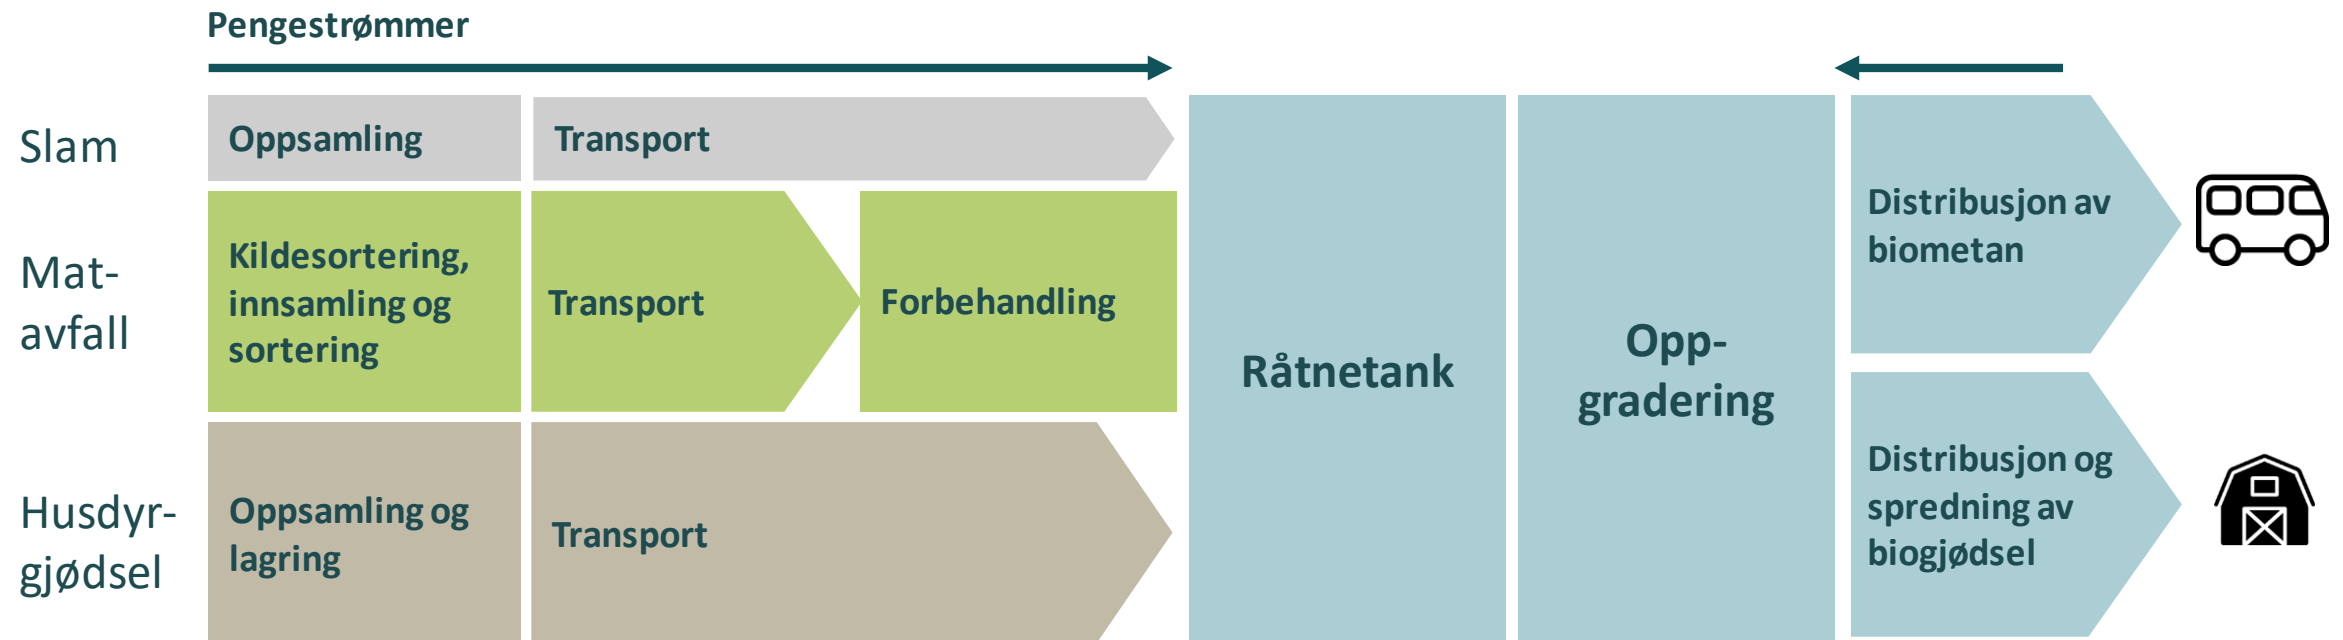 Pengestrømmer
Slam
Oppsamling
Transport
Mat-
avfall
Kildesortering,
innsamling og
sortering
Transport
Forbehandling
Husdyr-
gjødsel
Oppsamling og
lagring
Transport
Råtnetank
Opp-
gradering
Distribusjon av
biometan
Distribusjon og
spredning av
biogjødsel